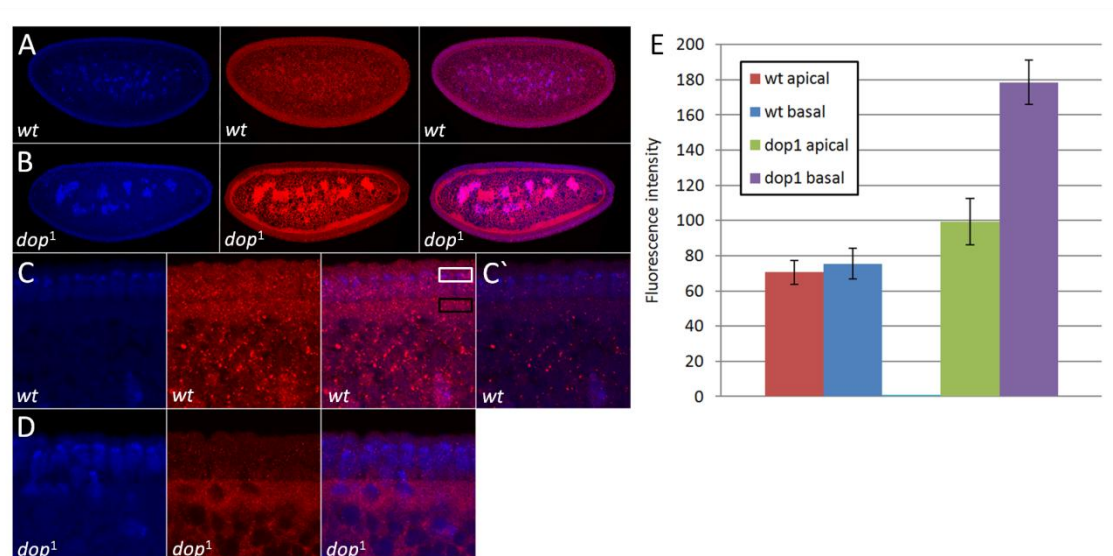 A
wt
wt
wt
B
dop1
dop1
dop1
C
C`
wt
wt
wt
wt
D
dop1
dop1
dop1
E
Fluorescence intensity
200
180
160
140
120
100
80
60
40
20
0
wt apical
wt basal
dop1 apical
dop1 basal